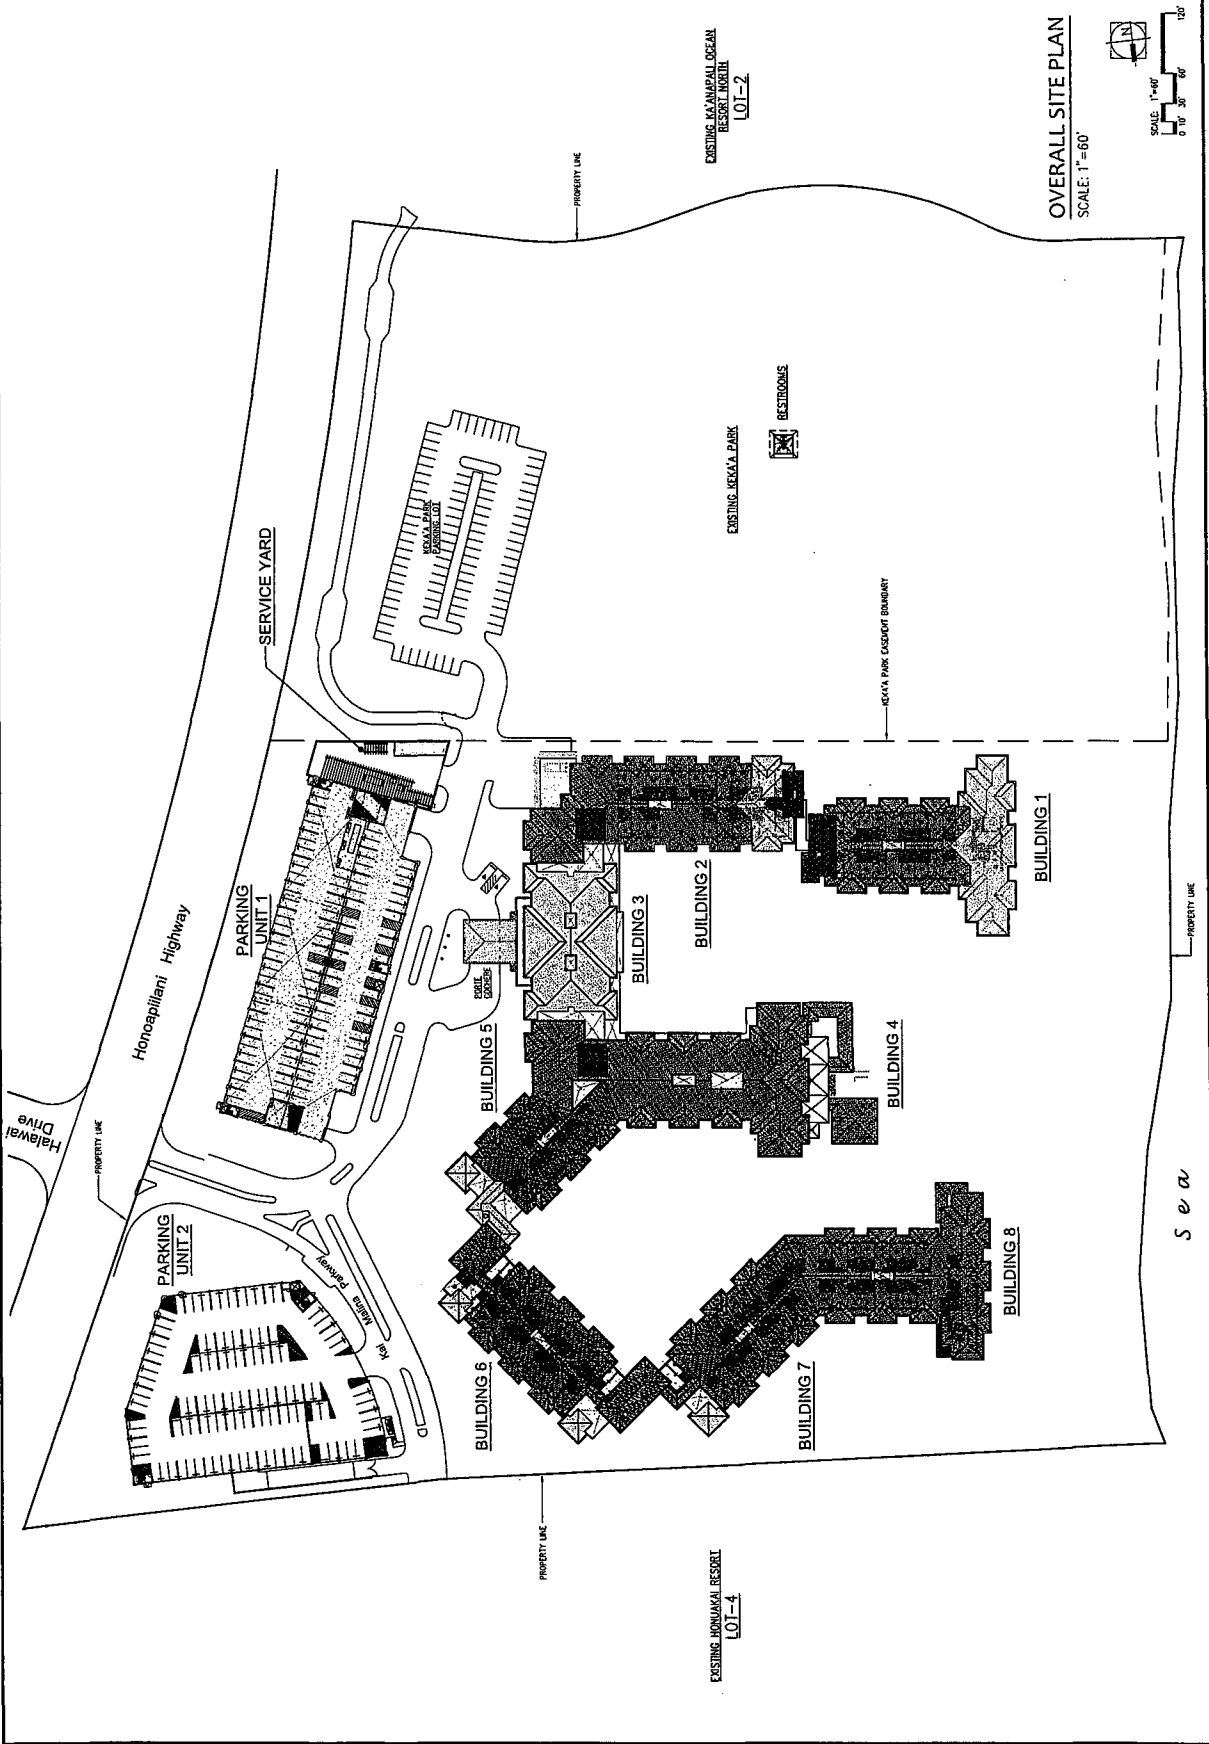 Halawai
Drive
PROPERTY LINE
Honoapiilani Highway
SERVICE YARD
PARKING
UNIT 2
PARKING
UNIT 1
Kai Malina Parkway
KEKA'A PARK
PARKING LOT
PROPERTY LINE
EXISTING KA'ANAPALI OCEAN
RESORT NORTH
LOT-2
PORTE
COCHERE
BUILDING 6
BUILDING 5
BUILDING 3
BUILDING 2
EXISTING KEKA'A PARK
RESTROOMS
PROPERTY LINE
EXISTING HONUAKAI RESORT
LOT-4
BUILDING 7
BUILDING 4
KEKA'A PARK EASEMENT BOUNDARY
BUILDING 8
BUILDING 1
PROPERTY LINE
Sea
OVERALL SITE PLAN
SCALE: 1"=60'
N
SCALE: 1"=60'
0 10' 30' 60' 120'